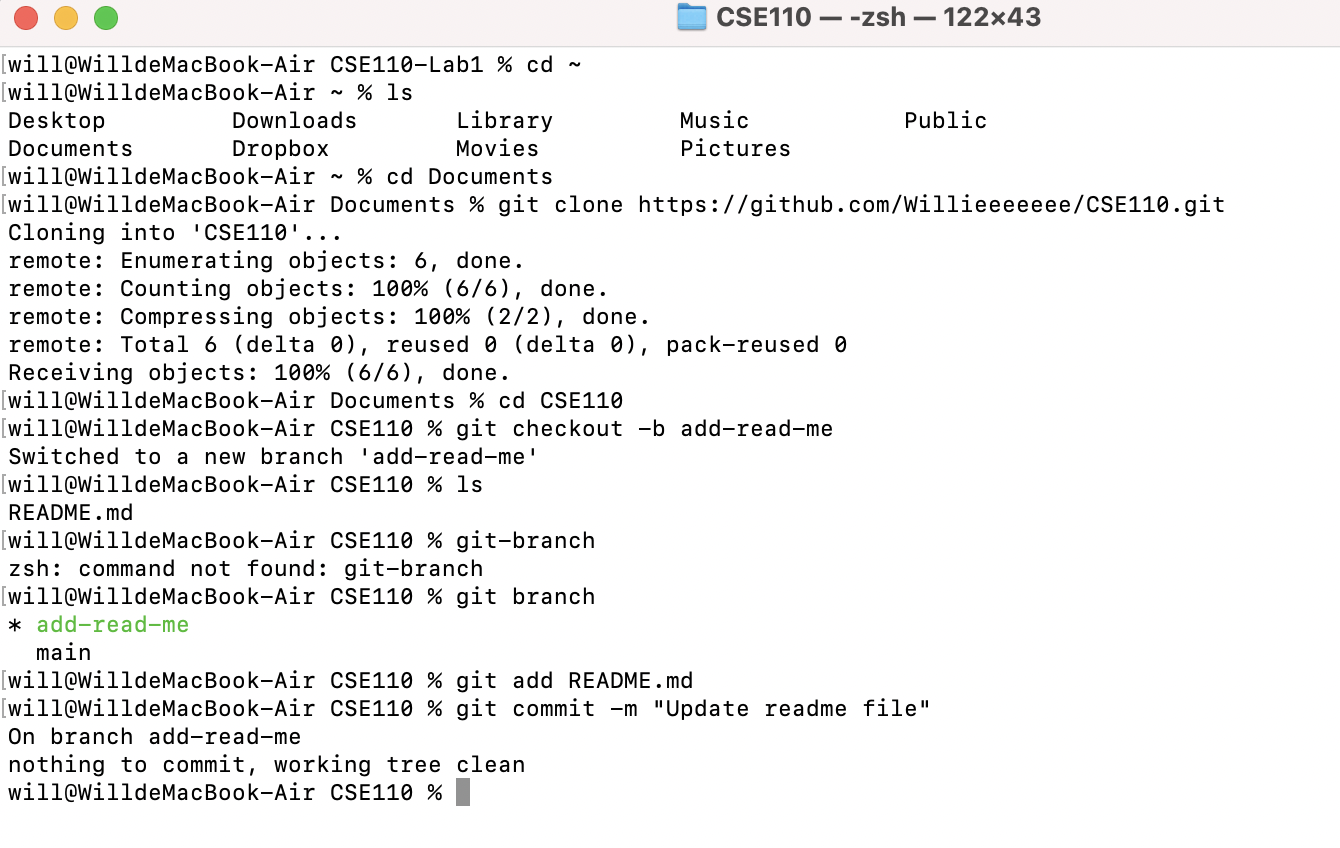 CSE110 — -zsh — 122×43
[will@WilldeMacBook-Air CSE110-Lab1 % cd ~
[will@WilldeMacBook-Air ~ % ls
Desktop Downloads Library Music Public
Documents Dropbox Movies Pictures
[will@WilldeMacBook-Air ~ % cd Documents
[will@WilldeMacBook-Air Documents % git clone https://github.com/Willieeeeeee/CSE110.git
Cloning into 'CSE110'...
remote: Enumerating objects: 6, done.
remote: Counting objects: 100% (6/6), done.
remote: Compressing objects: 100% (2/2), done.
remote: Total 6 (delta 0), reused 0 (delta 0), pack-reused 0
Receiving objects: 100% (6/6), done.
[will@WilldeMacBook-Air Documents % cd CSE110
[will@WilldeMacBook-Air CSE110 % git checkout -b add-read-me
Switched to a new branch 'add-read-me'
[will@WilldeMacBook-Air CSE110 % ls
README.md
[will@WilldeMacBook-Air CSE110 % git-branch
zsh: command not found: git-branch
[will@WilldeMacBook-Air CSE110 % git branch
* add-read-me
main
[will@WilldeMacBook-Air CSE110 % git add README.md
[will@WilldeMacBook-Air CSE110 % git commit -m "Update readme file"
On branch add-read-me
nothing to commit, working tree clean
will@WilldeMacBook-Air CSE110 %